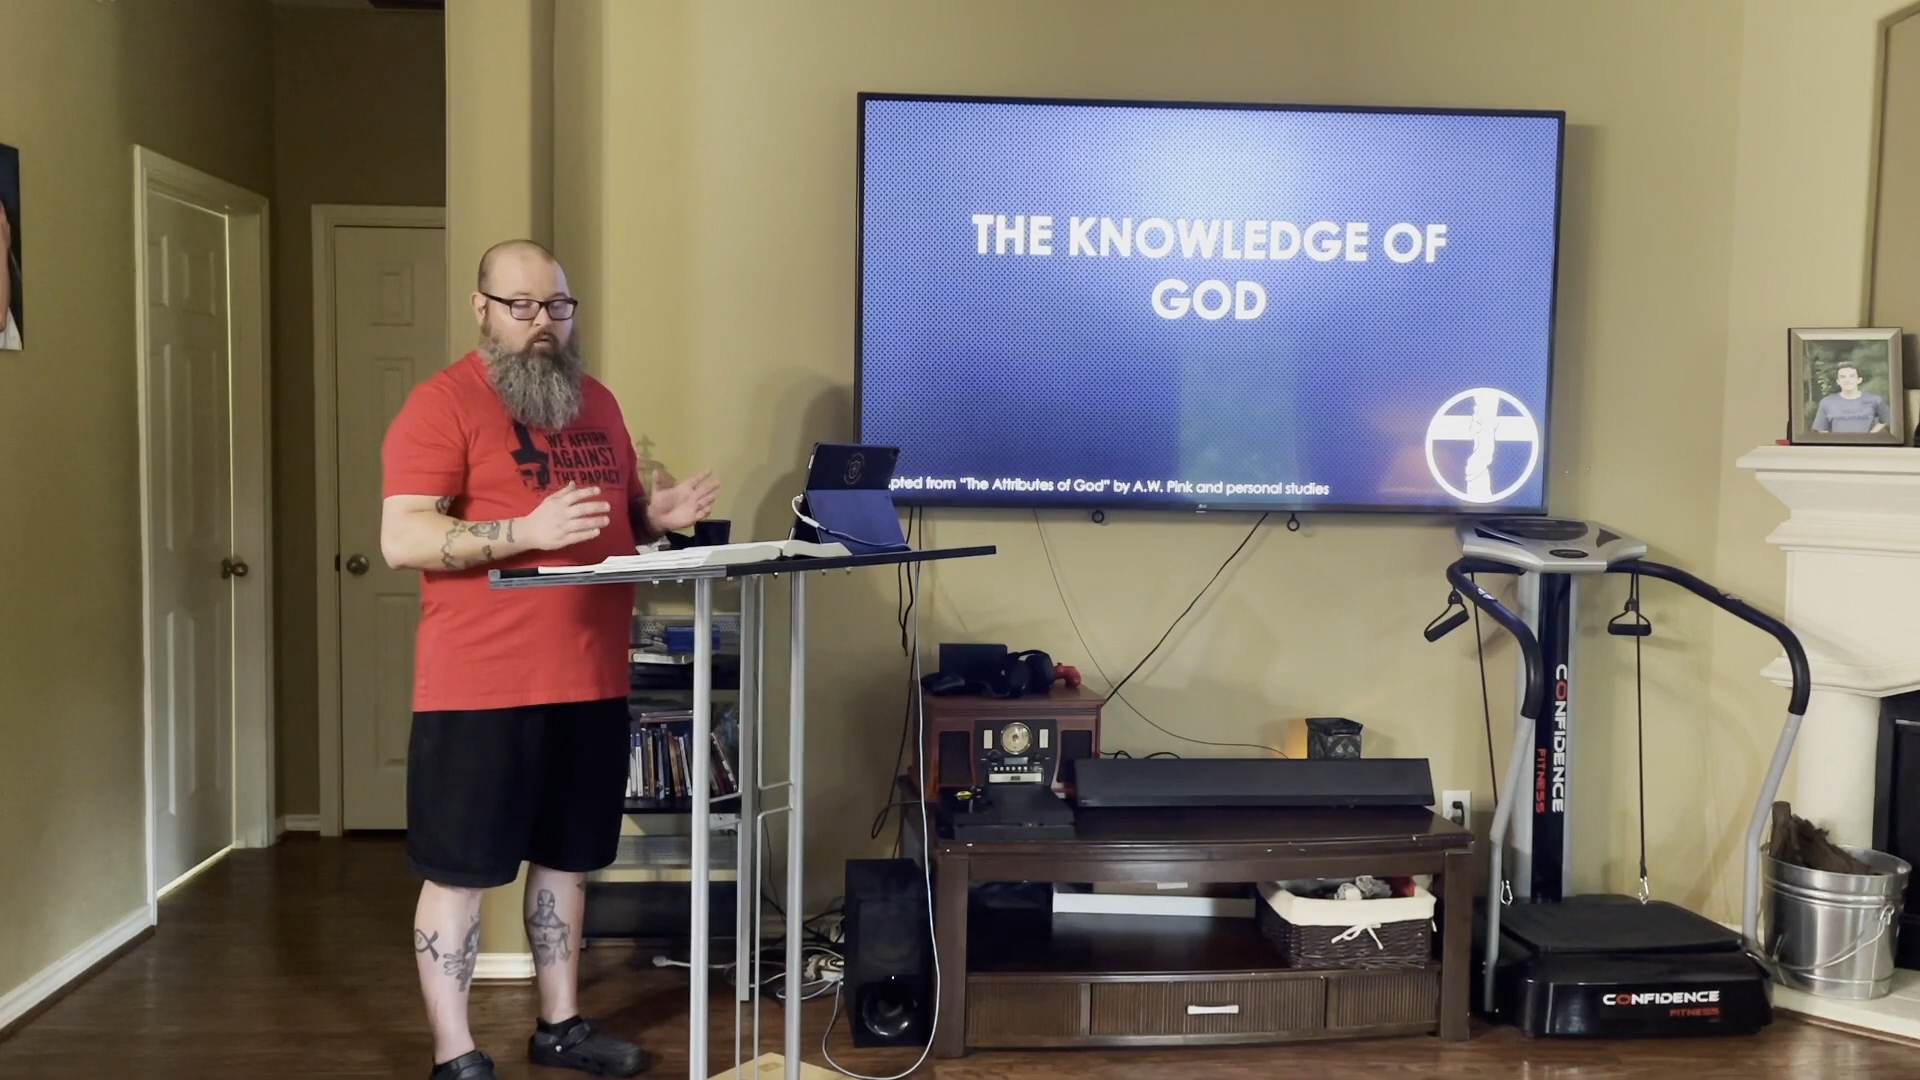 THE KNOWLEDGE OF
GOD
pted from “The Attributes of God” by A.W. Pink and personal studies
WE AFFIRM
AGAINST
THE PAPACY
CONFIDENCE
FITNESS
CONFIDENCE
FITNESS